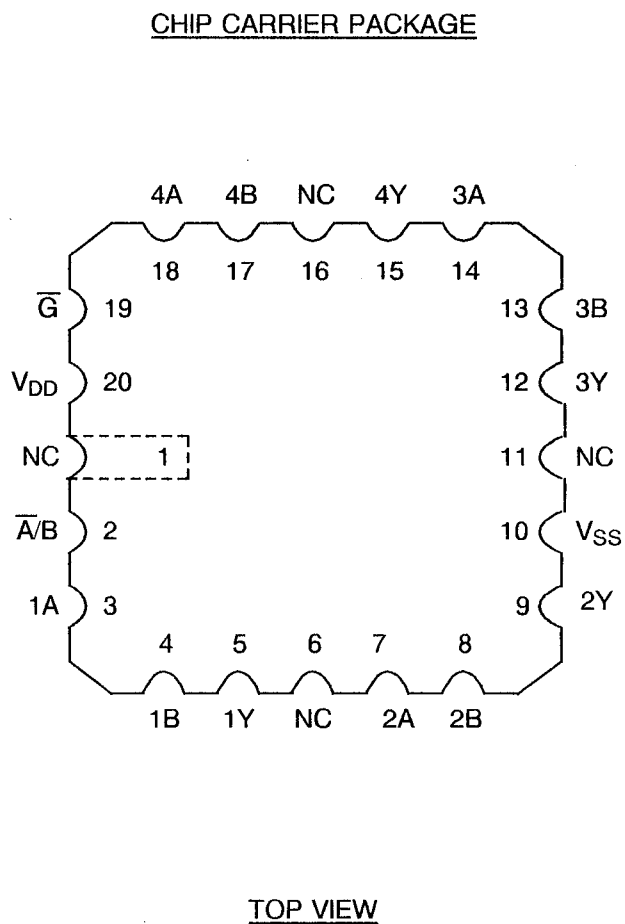 CHIP CARRIER PACKAGE
4A 4B NC 4Y 3A
18 17 16 15 14
G̅ 19 13 3B
V_DD 20 12 3Y
NC 1 11 NC
A̅/B 2 10 V_SS
1A 3 9 2Y
4 5 6 7 8
1B 1Y NC 2A 2B
TOP VIEW